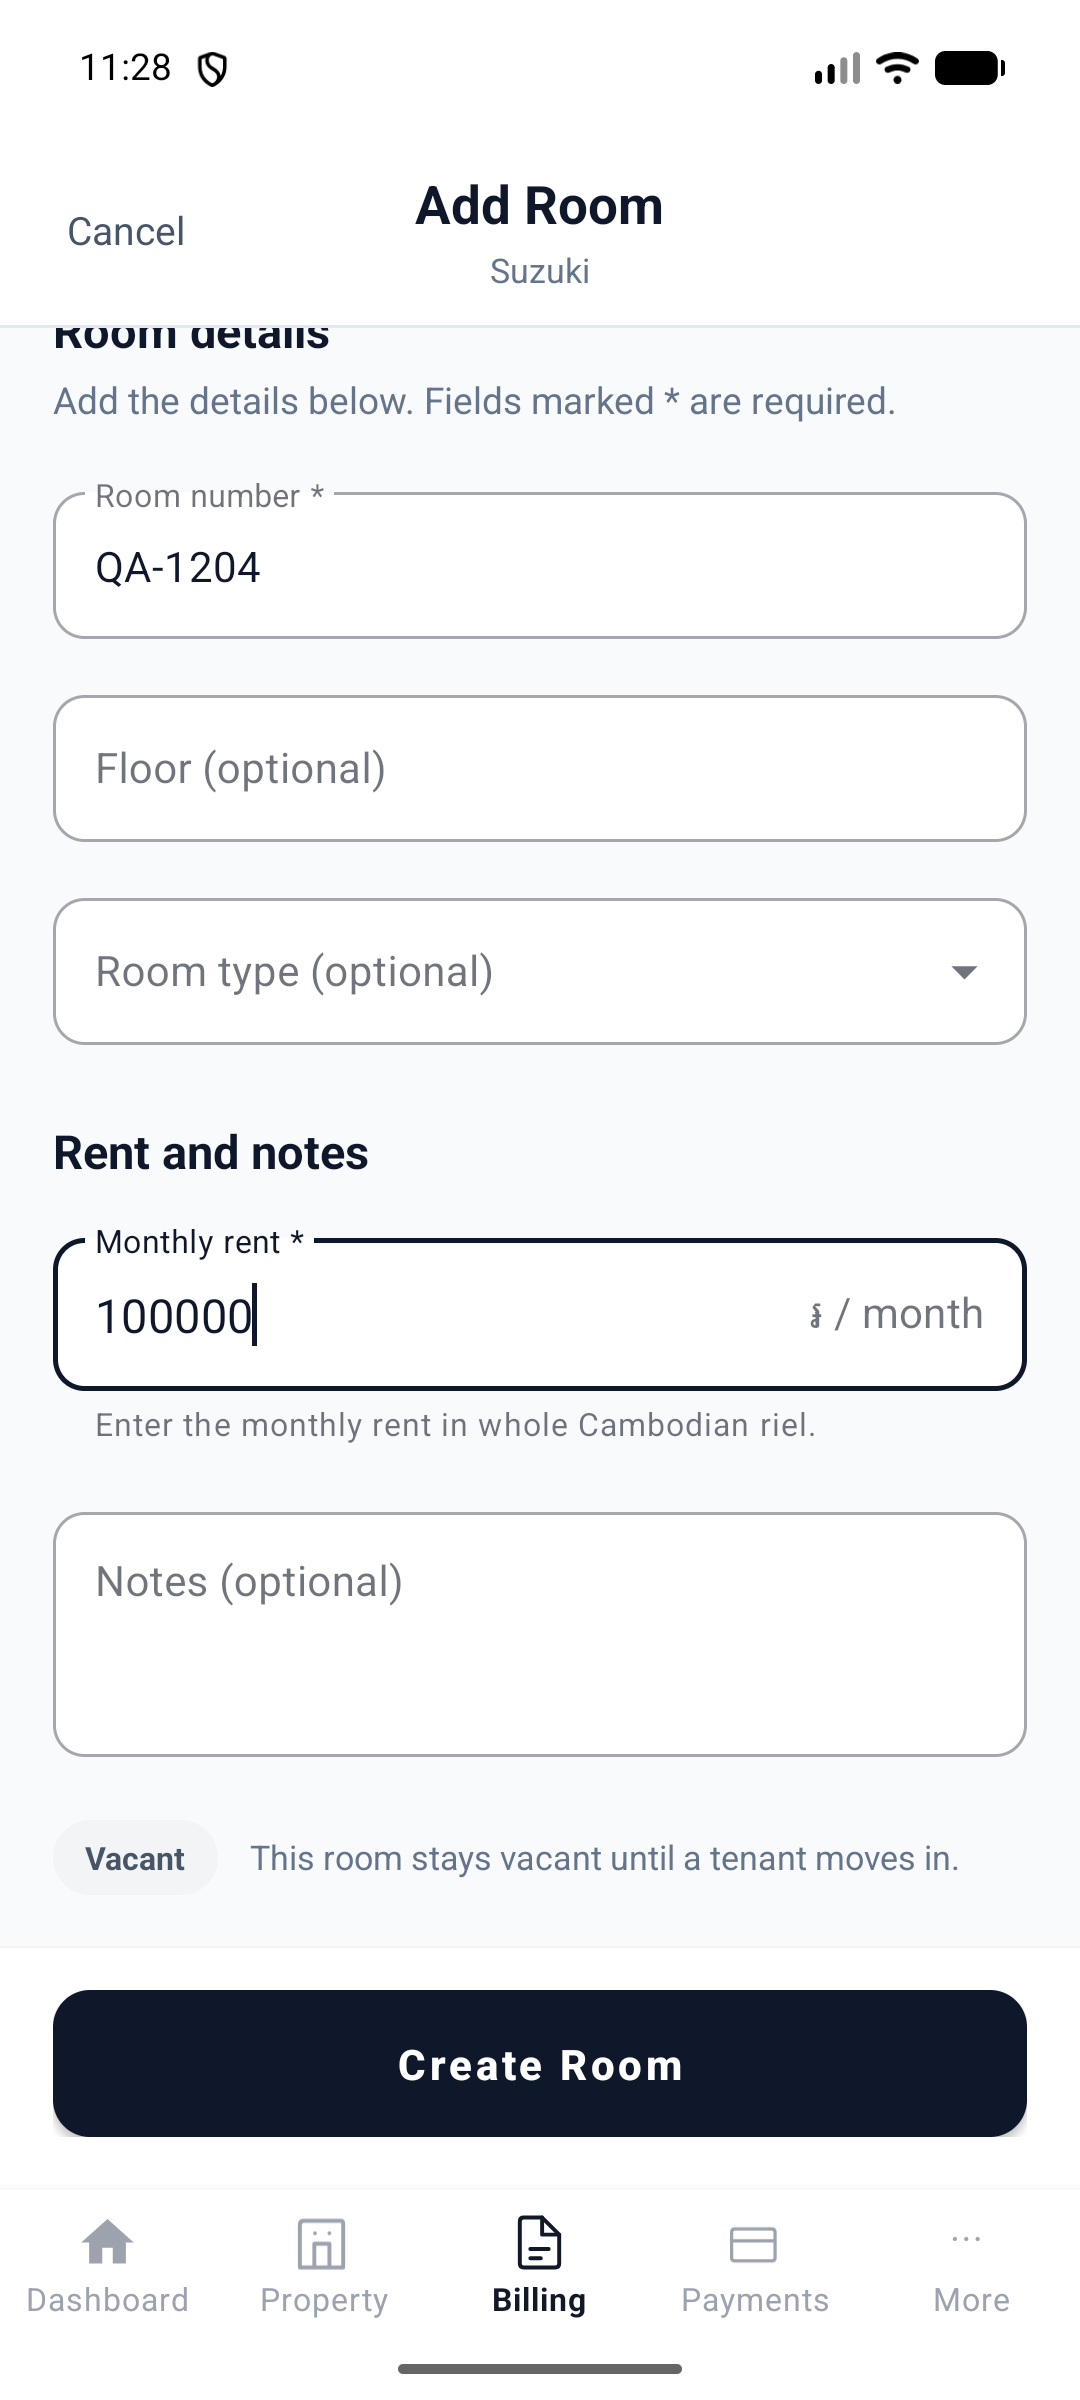 11:28
Cancel
Add Room
Suzuki
Room details
Add the details below. Fields marked * are required.
Room number *
QA-1204
Floor (optional)
Room type (optional)
Rent and notes
Monthly rent *
100000 ៛ / month
Enter the monthly rent in whole Cambodian riel.
Notes (optional)
Vacant This room stays vacant until a tenant moves in.
Create Room
Dashboard Property Billing Payments More